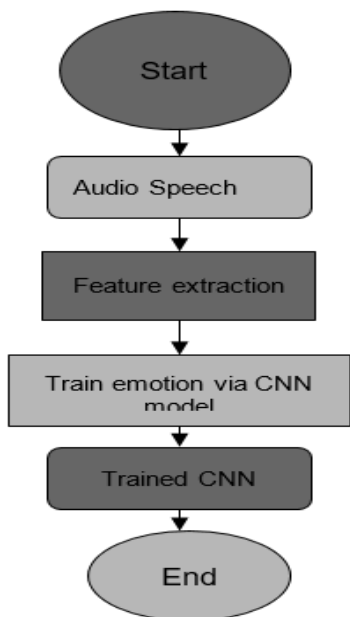 Start
Audio Speech
Feature extraction
Train emotion via CNN
model
Trained CNN
End